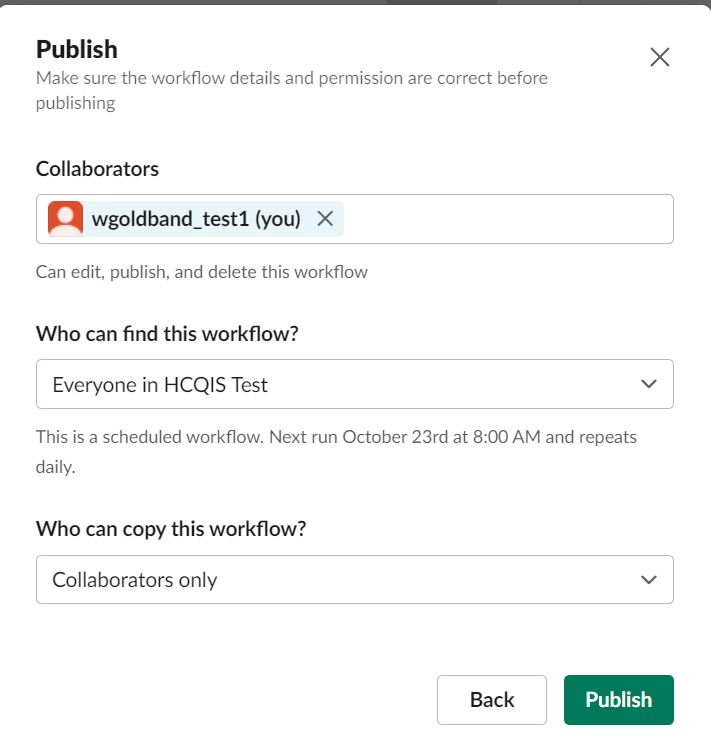 Publish
Make sure the workflow details and permission are correct before
publishing
Collaborators
wgoldband_test1 (you)
Can edit, publish, and delete this workflow
Who can find this workflow?
Everyone in HCQIS Test
This is a scheduled workflow. Next run October 23rd at 8:00 AM and repeats
daily.
Who can copy this workflow?
Collaborators only
Back
Publish